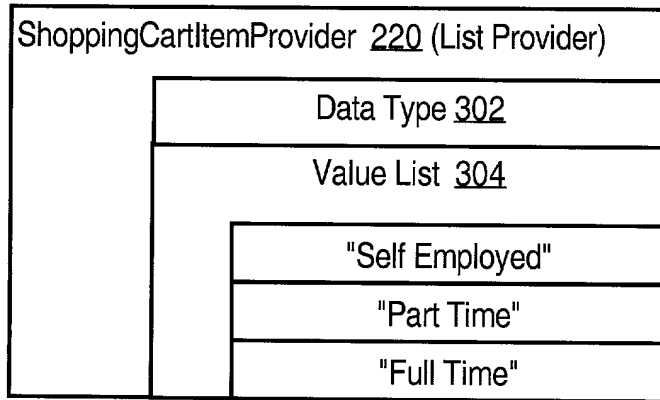 ShoppingCartItemProvider 220 (List Provider)
Data Type 302
Value List 304
"Self Employed"
"Part Time"
"Full Time"